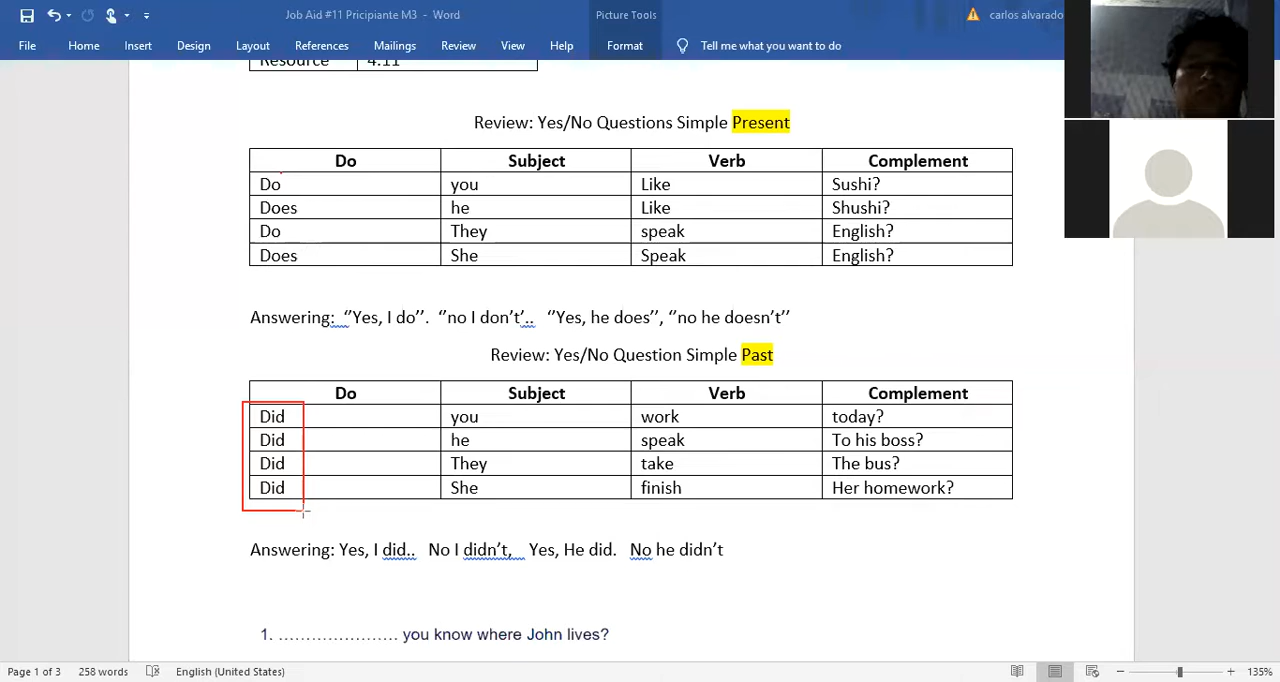 Job Aid #11 Pricipiante M3 - Word
Picture Tools
carlos alvarado
File Home Insert Design Layout References Mailings Review View Help Format Tell me what you want to do
Resource 4.11
Review: Yes/No Questions Simple Present
Do Subject Verb Complement
Do you Like Sushi?
Does he Like Shushi?
Do They speak English?
Does She Speak English?
Answering: “Yes, I do”. “no I don’t’.. “Yes, he does”, “no he doesn’t”
Review: Yes/No Question Simple Past
Do Subject Verb Complement
Did you work today?
Did he speak To his boss?
Did They take The bus?
Did She finish Her homework?
Answering: Yes, I did.. No I didn’t, Yes, He did. No he didn’t
1. ………………… you know where John lives?
Page 1 of 3 258 words English (United States) 135%